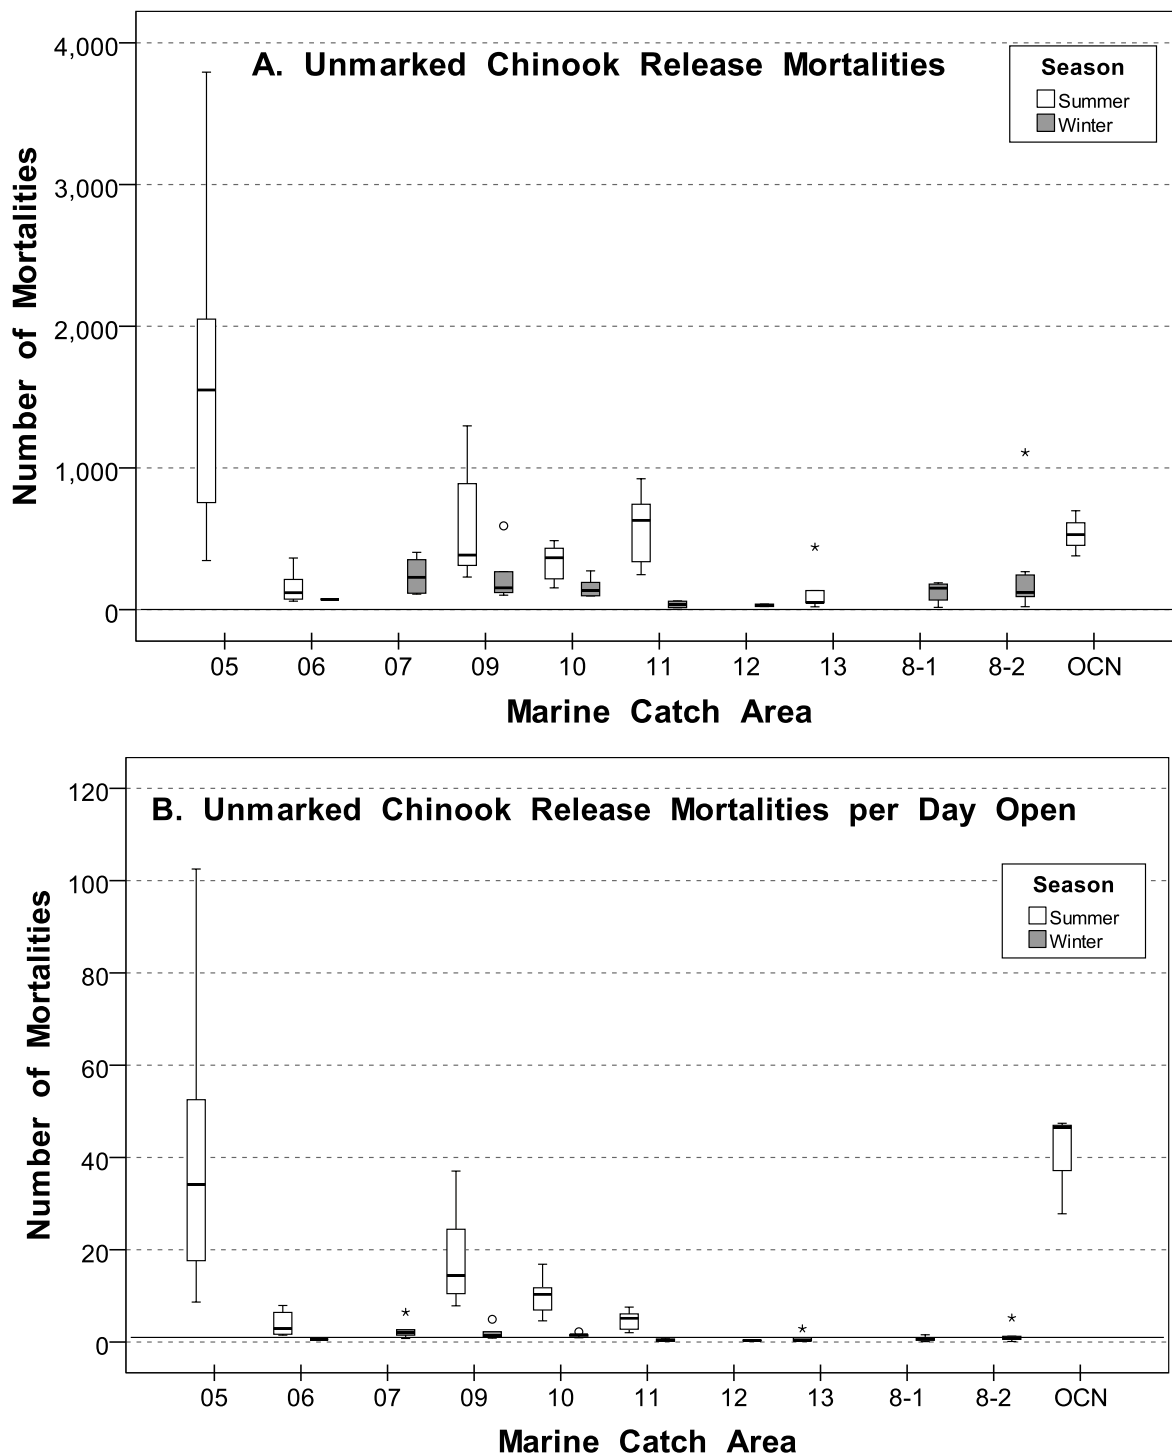 A. Unmarked Chinook Release Mortalities
Season
Summer
Winter
Number of Mortalities
4,000
3,000
2,000
1,000
0
05 06 07 09 10 11 12 13 8-1 8-2 OCN
Marine Catch Area
B. Unmarked Chinook Release Mortalities per Day Open
Season
Summer
Winter
Number of Mortalities
120
100
80
60
40
20
0
05 06 07 09 10 11 12 13 8-1 8-2 OCN
Marine Catch Area